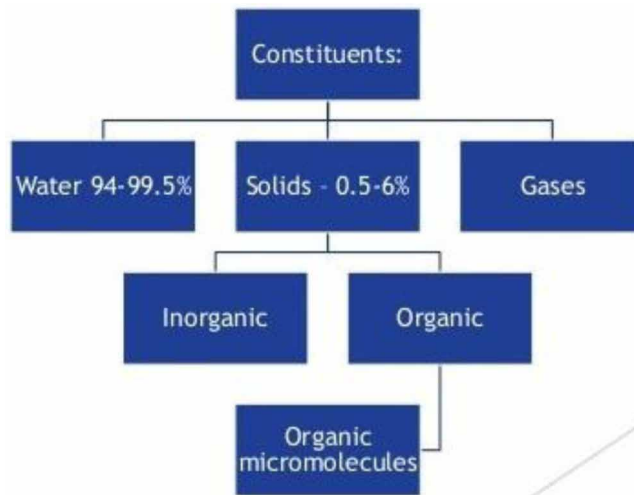 Constituents:
Water 94-99.5%
Solids - 0.5-6%
Gases
Inorganic
Organic
Organic
micromolecules